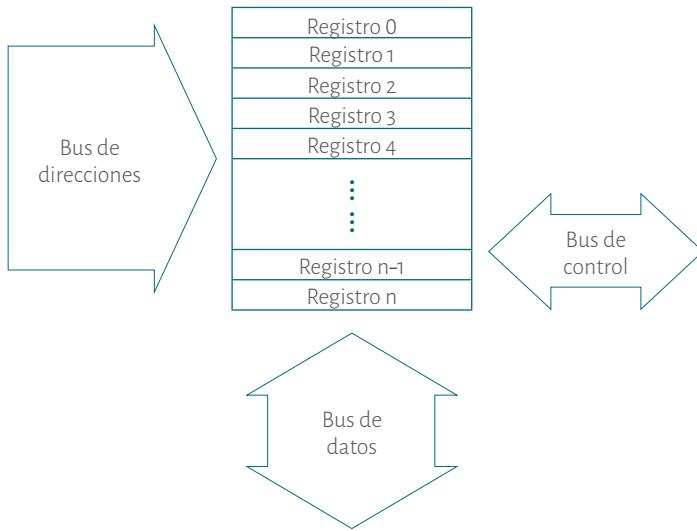 Registro 0
Registro 1
Registro 2
Registro 3
Registro 4
Bus de
direcciones
Registro n-1
Registro n
Bus de
control
Bus de
datos